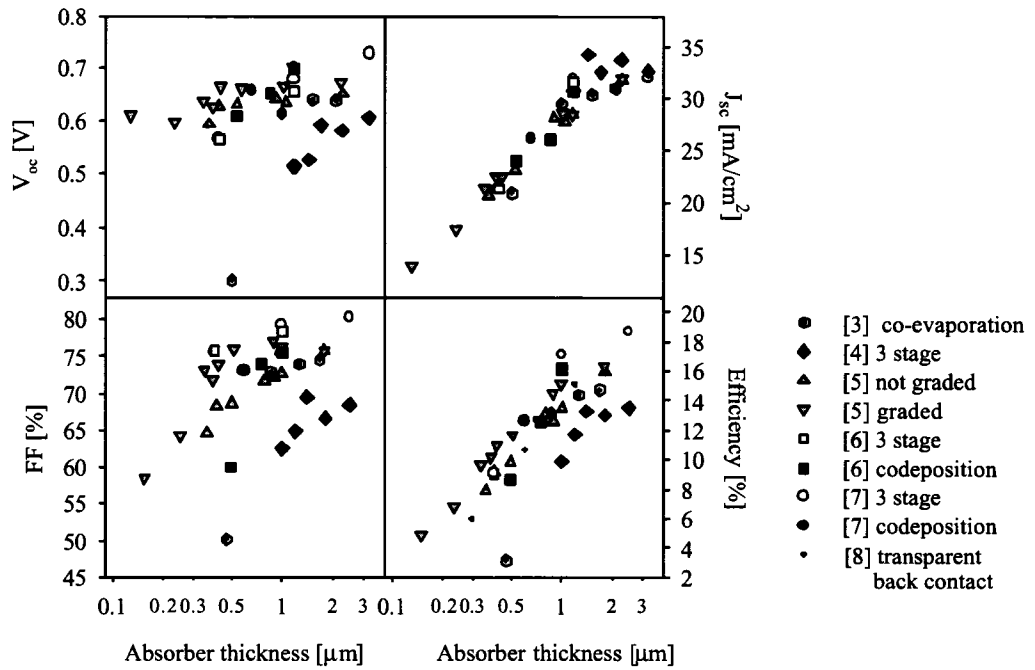 0.8
0.7
0.6
0.5
0.4
0.3
V_oc [V]
35
30
25
20
15
J_sc [mA/cm²]
80
75
70
65
60
55
50
45
FF [%]
20
18
16
14
12
10
8
6
4
2
Efficiency [%]
0.1 0.2 0.3 0.5 1 2 3
0.1 0.2 0.3 0.5 1 2 3
Absorber thickness [μm]
Absorber thickness [μm]
[3] co-evaporation
[4] 3 stage
[5] not graded
[5] graded
[6] 3 stage
[6] codeposition
[7] 3 stage
[7] codeposition
[8] transparent
back contact